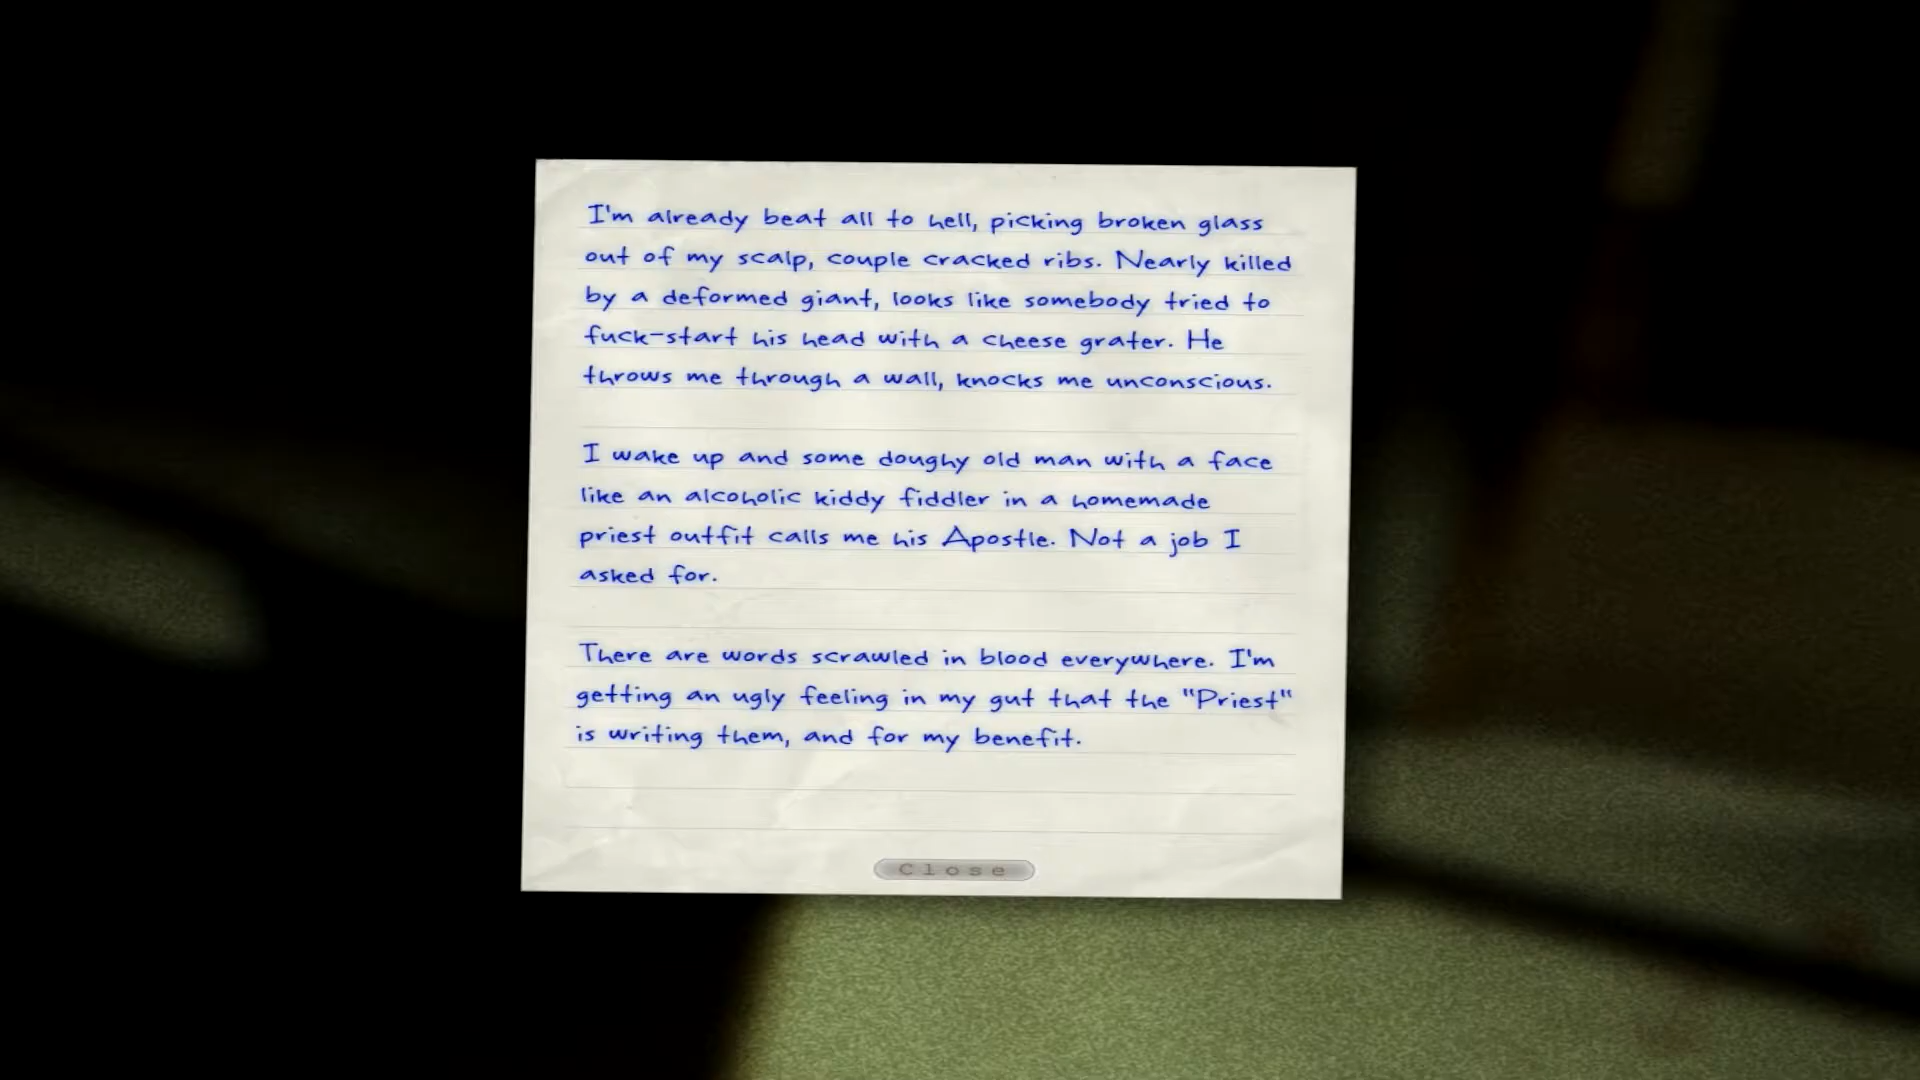 I'm already beat all to hell, picking broken glass
out of my scalp, couple cracked ribs. Nearly killed
by a deformed giant, looks like somebody tried to
fuck-start his head with a cheese grater. He
throws me through a wall, knocks me unconscious.
I wake up and some doughy old man with a face
like an alcoholic kiddy fiddler in a homemade
priest outfit calls me his Apostle. Not a job I
asked for.
There are words scrawled in blood everywhere. I'm
getting an ugly feeling in my gut that the "Priest"
is writing them, and for my benefit.
Close